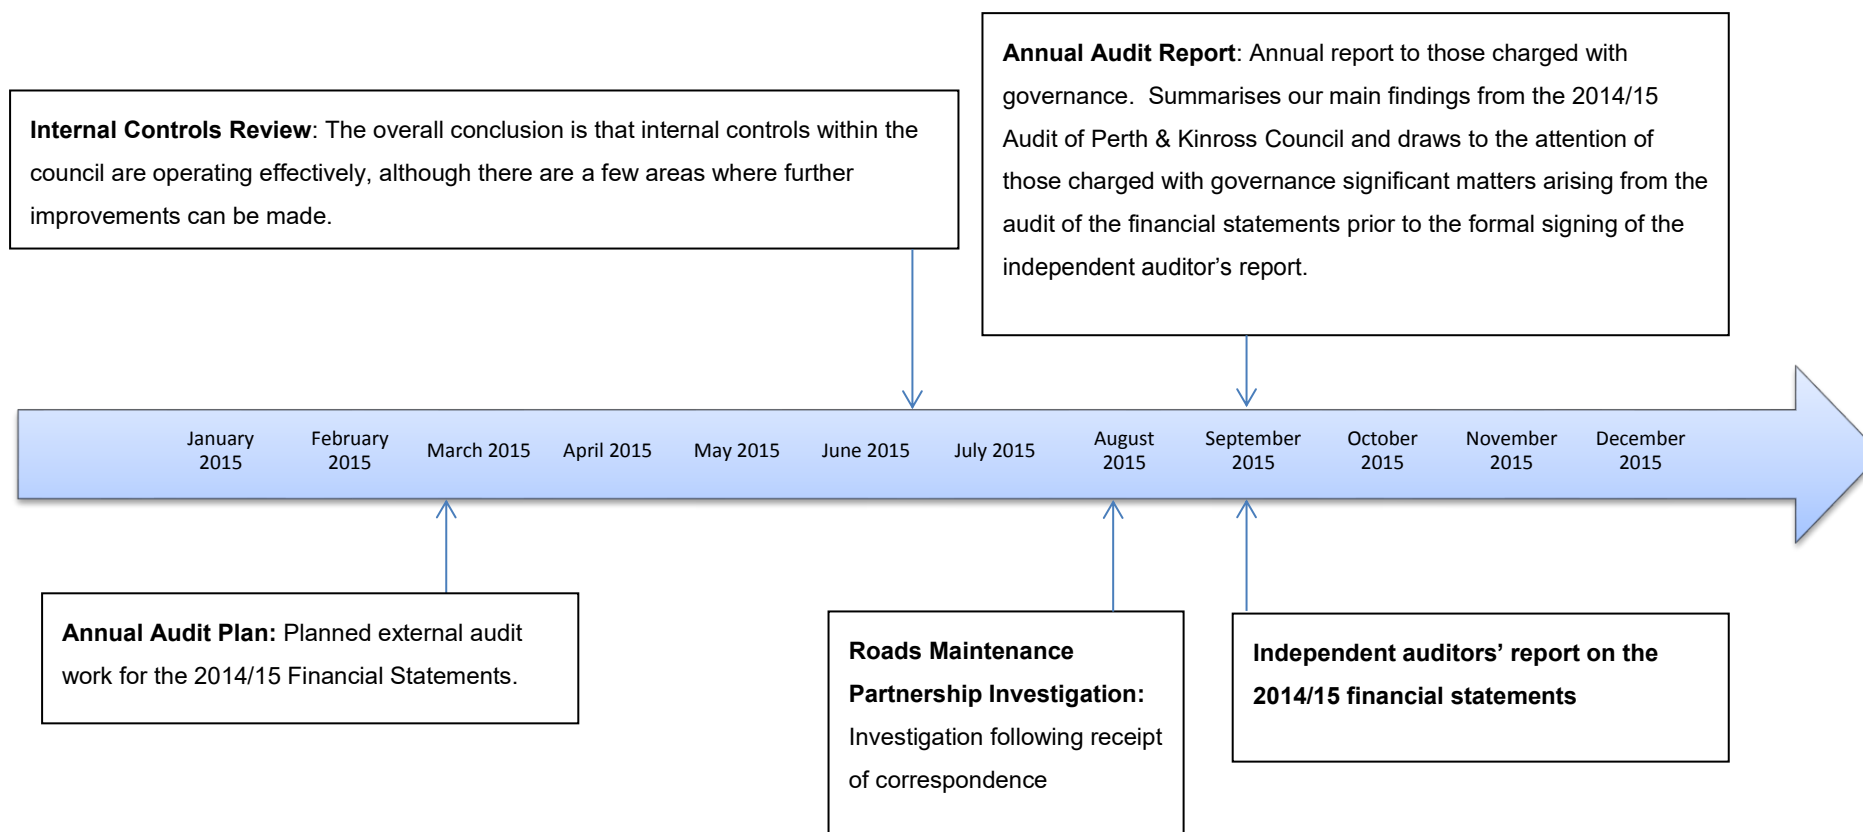 Internal Controls Review: The overall conclusion is that internal controls within the
council are operating effectively, although there are a few areas where further
improvements can be made.
Annual Audit Report: Annual report to those charged with
governance.  Summarises our main findings from the 2014/15
Audit of Perth & Kinross Council and draws to the attention of
those charged with governance significant matters arising from the
audit of the financial statements prior to the formal signing of the
independent auditor’s report.
January
2015
February
2015
March 2015
April 2015
May 2015
June 2015
July 2015
August
2015
September
2015
October
2015
November
2015
December
2015
Annual Audit Plan: Planned external audit
work for the 2014/15 Financial Statements.
Roads Maintenance
Partnership Investigation:
Investigation following receipt
of correspondence
Independent auditors’ report on the
2014/15 financial statements